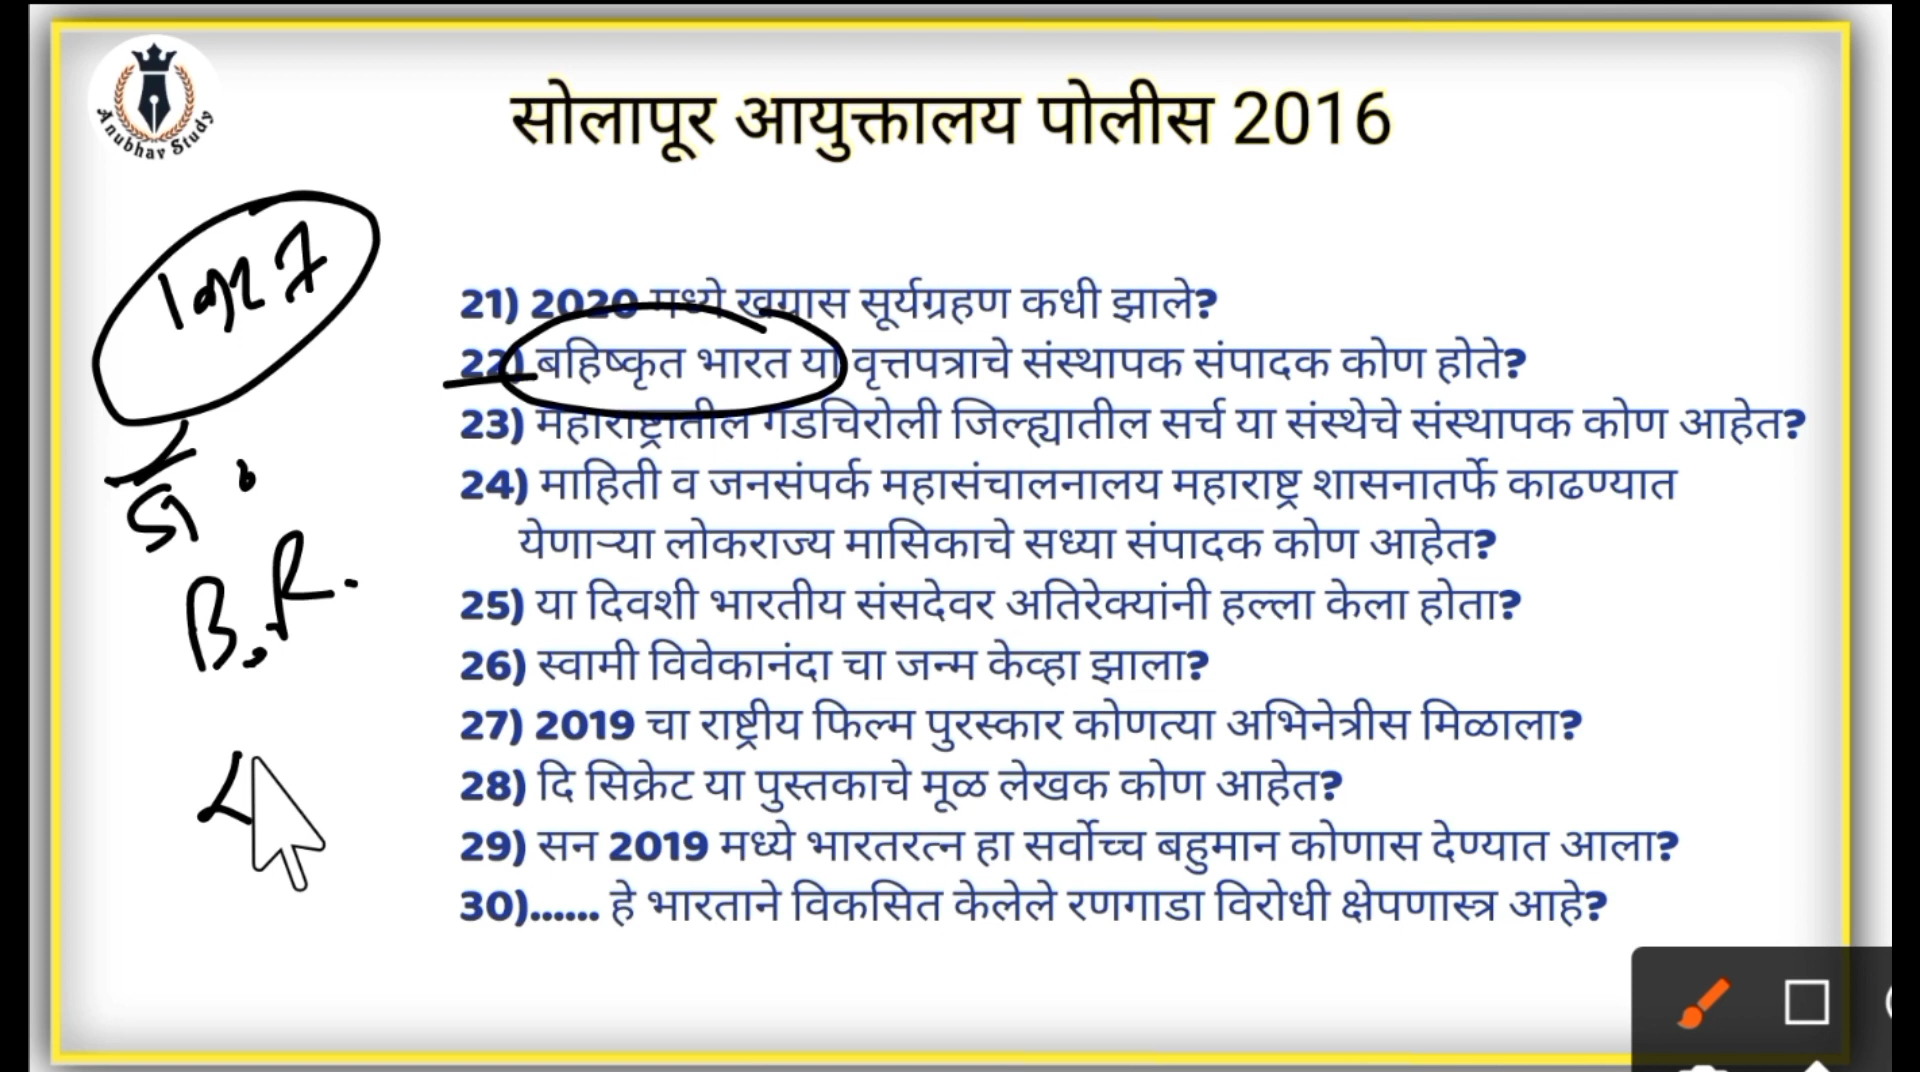 Anubhav Study
सोलापूर आयुक्तालय पोलीस 2016
1927
21) 2020 मध्ये खग्रास सूर्यग्रहण कधी झाले?
22) बहिष्कृत भारत या वृत्तपत्राचे संस्थापक संपादक कोण होते?
23) महाराष्ट्रातील गडचिरोली जिल्ह्यातील सर्च या संस्थेचे संस्थापक कोण आहेत?
24) माहिती व जनसंपर्क महासंचालनालय महाराष्ट्र शासनातर्फे काढण्यात
येणाऱ्या लोकराज्य मासिकाचे सध्या संपादक कोण आहेत?
25) या दिवशी भारतीय संसदेवर अतिरेक्यांनी हल्ला केला होता?
26) स्वामी विवेकानंदा चा जन्म केव्हा झाला?
27) 2019 चा राष्ट्रीय फिल्म पुरस्कार कोणत्या अभिनेत्रीस मिळाला?
28) दि सिक्रेट या पुस्तकाचे मूळ लेखक कोण आहेत?
29) सन 2019 मध्ये भारतरत्न हा सर्वोच्च बहुमान कोणास देण्यात आला?
30)...... हे भारताने विकसित केलेले रणगाडा विरोधी क्षेपणास्त्र आहे?
B.R.